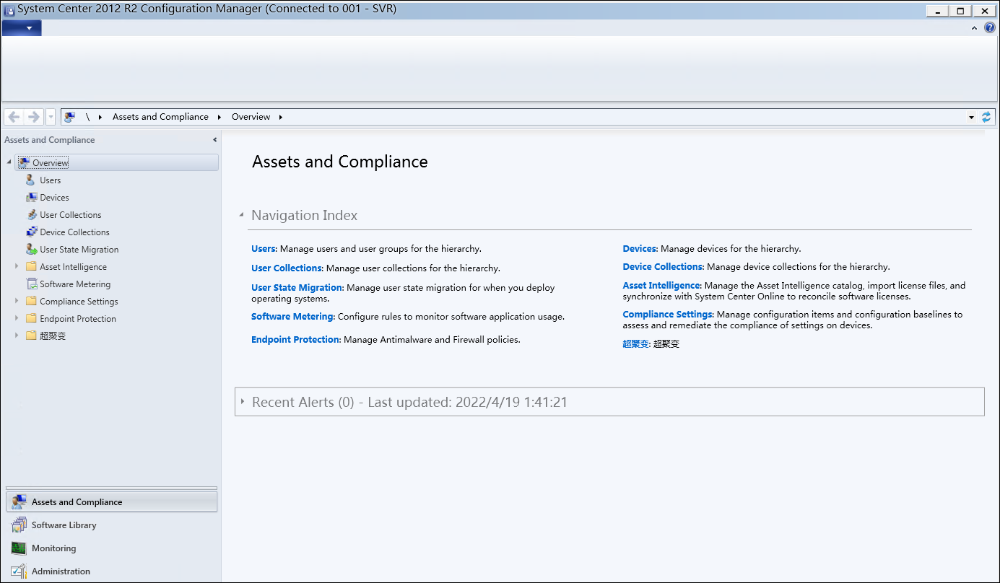 System Center 2012 R2 Configuration Manager (Connected to 001 - SVR)
\ Assets and Compliance Overview
Assets and Compliance
Overview
Users
Devices
User Collections
Device Collections
User State Migration
Asset Intelligence
Software Metering
Compliance Settings
Endpoint Protection
超聚变
Assets and Compliance
Software Library
Monitoring
Administration
Assets and Compliance
Navigation Index
Users: Manage users and user groups for the hierarchy.
User Collections: Manage user collections for the hierarchy.
User State Migration: Manage user state migration for when you deploy
operating systems.
Software Metering: Configure rules to monitor software application usage.
Endpoint Protection: Manage Antimalware and Firewall policies.
Devices: Manage devices for the hierarchy.
Device Collections: Manage device collections for the hierarchy.
Asset Intelligence: Manage the Asset Intelligence catalog, import license files, and
synchronize with System Center Online to reconcile software licenses.
Compliance Settings: Manage configuration items and configuration baselines to
assess and remediate the compliance of settings on devices.
超聚变: 超聚变
Recent Alerts (0) - Last updated: 2022/4/19 1:41:21